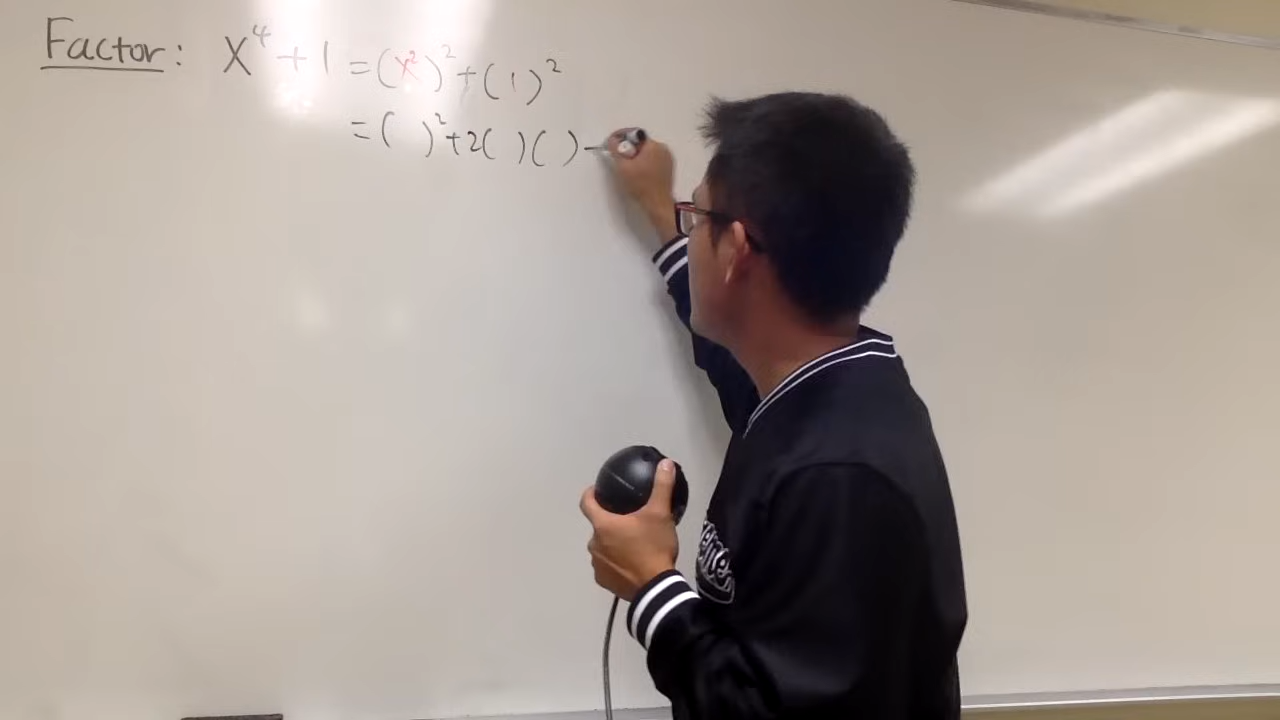 Factor: x⁴ + 1 = (x²)² + (1)²
= ( )² + 2( )( ) -